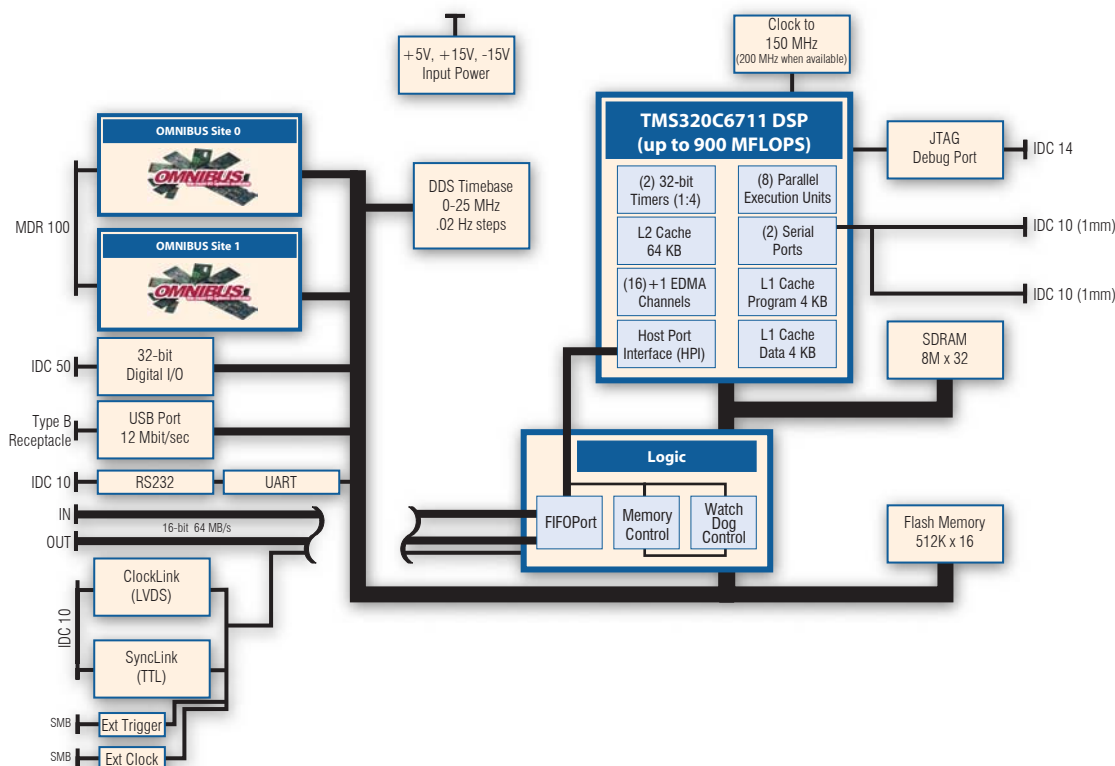 +5V, +15V, -15V
Input Power
Clock to
150 MHz
(200 MHz when available)
OMNIBUS Site 0
OMNIBUS
MDR 100
OMNIBUS Site 1
OMNIBUS
DDS Timebase
0-25 MHz
.02 Hz steps
TMS320C6711 DSP
(up to 900 MFLOPS)
(2) 32-bit
Timers (1:4)
(8) Parallel
Execution Units
L2 Cache
64 KB
(2) Serial
Ports
(16)+1 EDMA
Channels
L1 Cache
Program 4 KB
Host Port
Interface (HPI)
L1 Cache
Data 4 KB
JTAG
Debug Port
IDC 14
IDC 10 (1mm)
IDC 10 (1mm)
SDRAM
8M x 32
IDC 50
32-bit
Digital I/O
Type B
Receptacle
USB Port
12 Mbit/sec
IDC 10
RS232
UART
IN
16-bit 64 MB/s
OUT
Logic
FIFOPort
Memory
Control
Watch
Dog
Control
Flash Memory
512K x 16
IDC 10
ClockLink
(LVDS)
SyncLink
(TTL)
SMB
Ext Trigger
SMB
Ext Clock